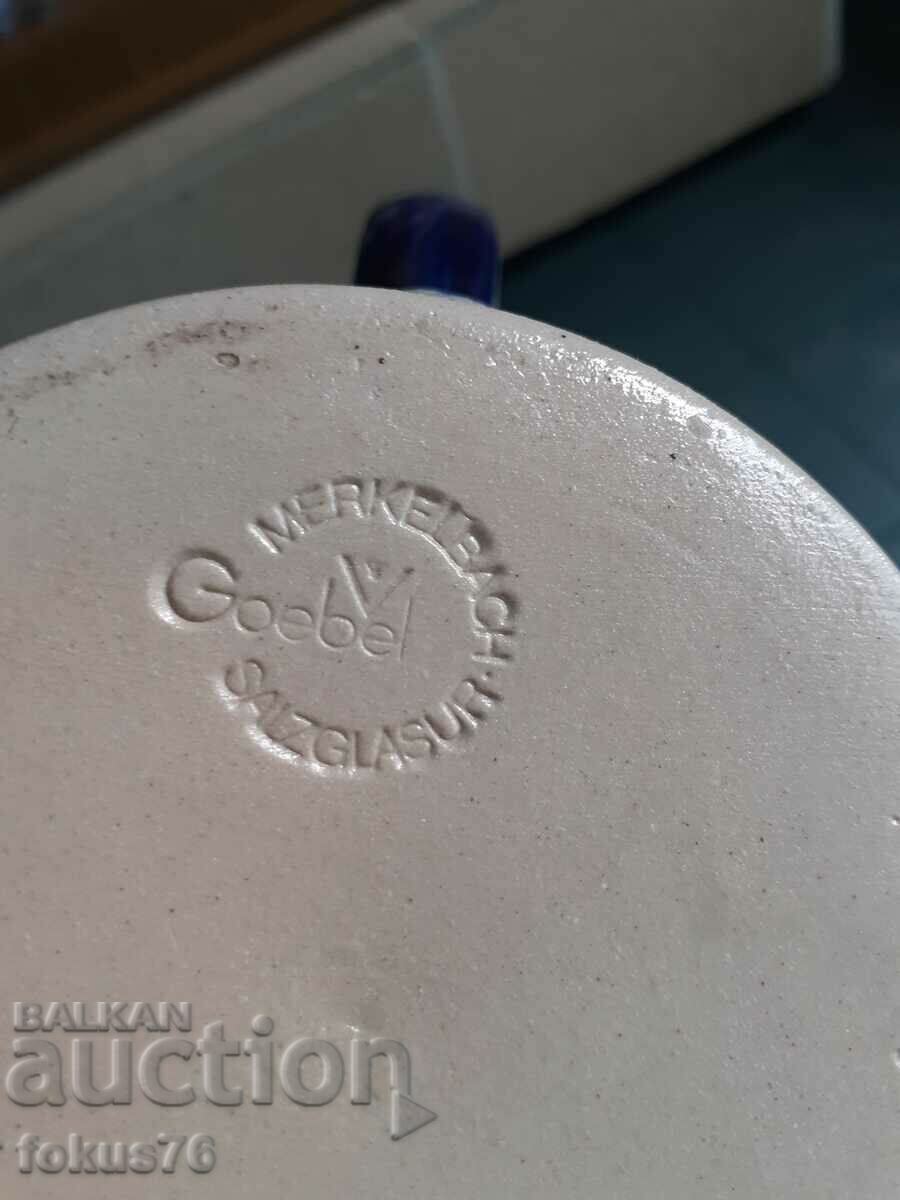 MERKELBACH · SALZGLASUR
Goebel
BALKAN
auction
fokus76